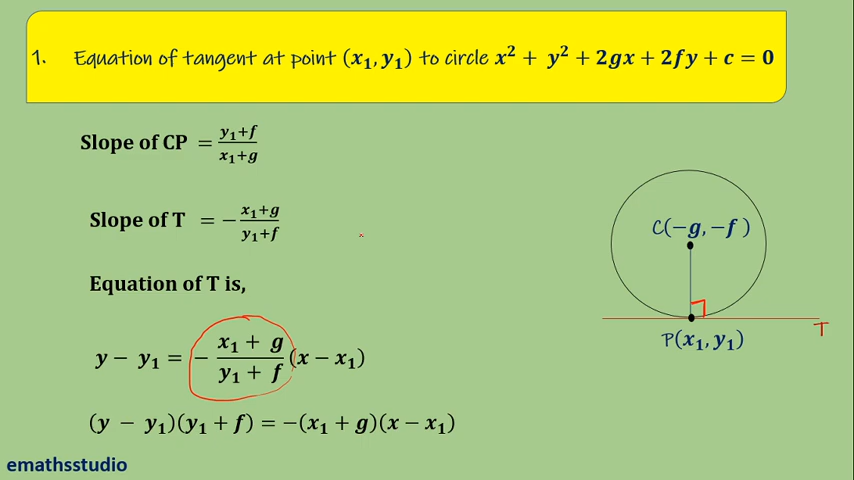 1. Equation of tangent at point (x₁, y₁) to circle x² + y² + 2gx + 2fy + c = 0
Slope of CP = (y₁+f)/(x₁+g)
Slope of T = −(x₁+g)/(y₁+f)
C(−g, −f)
Equation of T is,
T
P(x₁, y₁)
y − y₁ = −(x₁ + g)/(y₁ + f) (x − x₁)
(y − y₁)(y₁ + f) = −(x₁ + g)(x − x₁)
emathsstudio